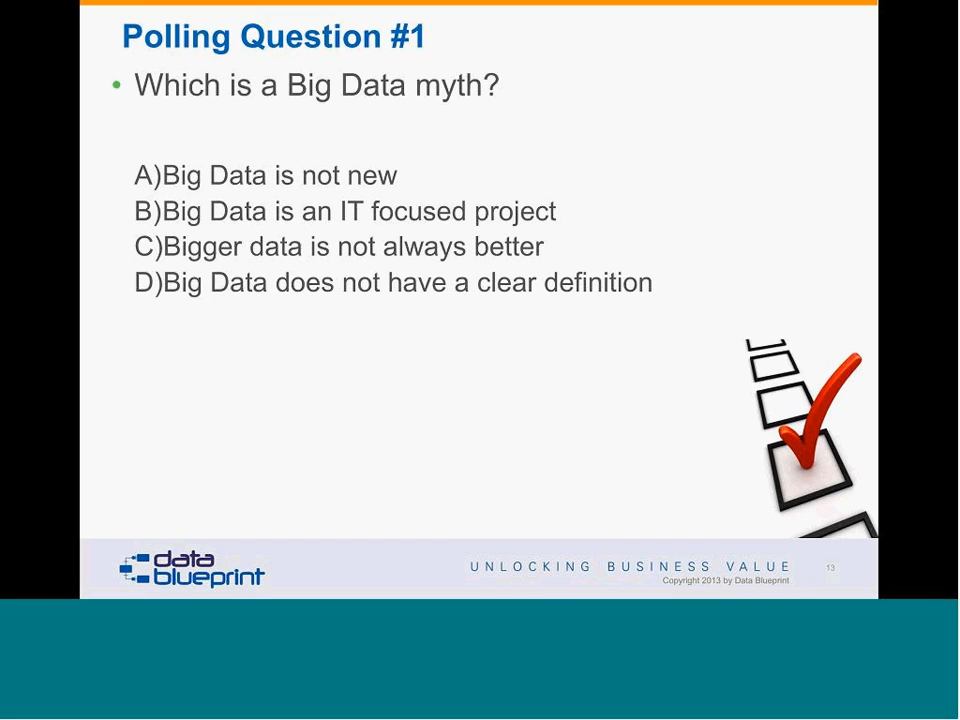 Polling Question #1
• Which is a Big Data myth?
A)Big Data is not new
B)Big Data is an IT focused project
C)Bigger data is not always better
D)Big Data does not have a clear definition
data
blueprint
UNLOCKING BUSINESS VALUE
13
Copyright 2013 by Data Blueprint